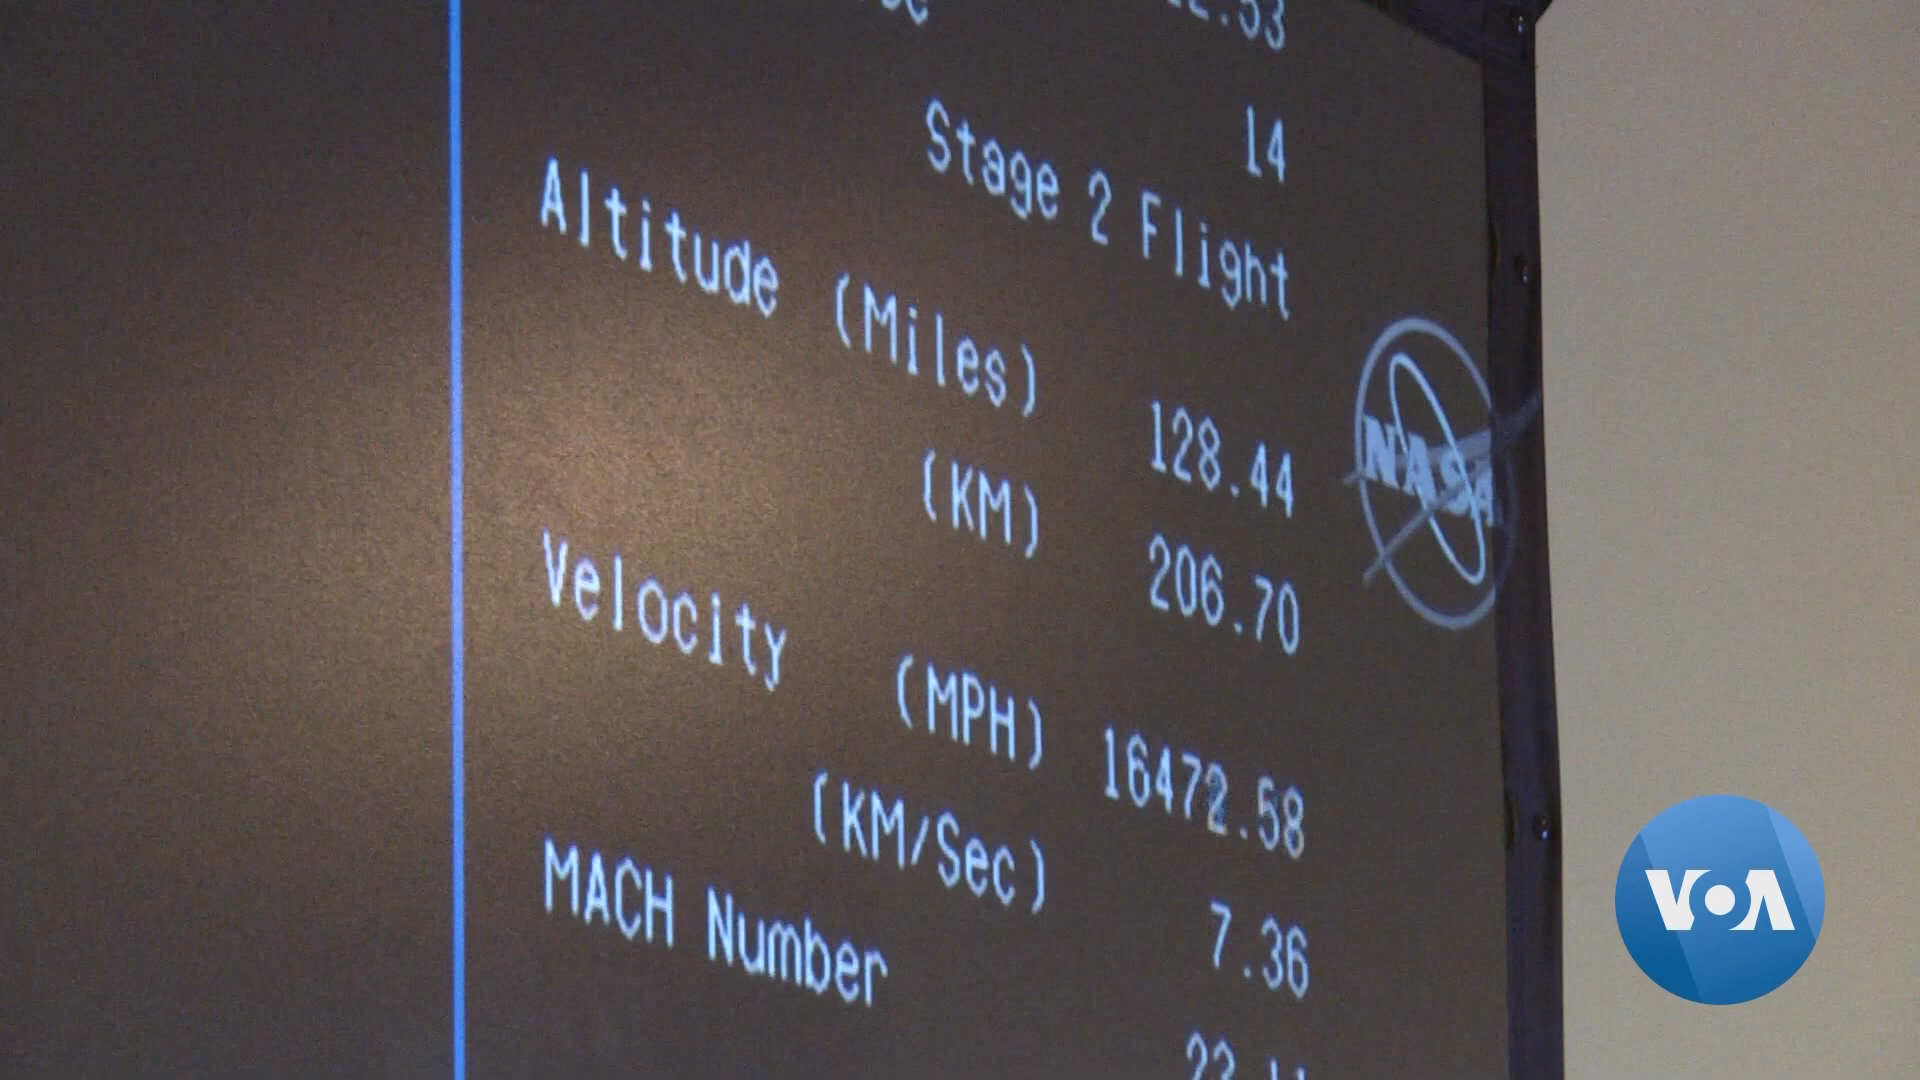 14
Stage 2 Flight
Altitude (Miles) 128.44
(KM) 206.70
Velocity (MPH) 16472.58
(KM/Sec) 7.36
MACH Number
NASA
VOA